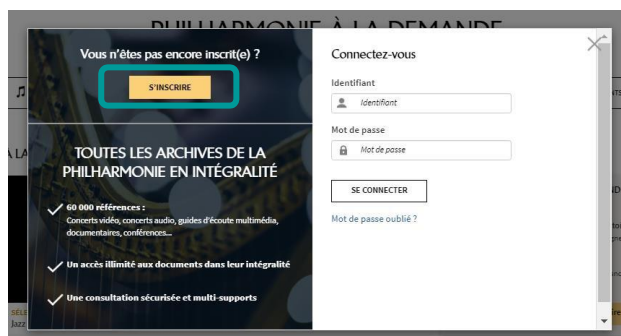 PHILHARMONIE À LA DEMANDE
Vous n'êtes pas encore inscrit(e) ?
S'INSCRIRE
TOUTES LES ARCHIVES DE LA
PHILHARMONIE EN INTÉGRALITÉ
60 000 références :
Concerts vidéo, concerts audio, guides d'écoute multimédia,
documentaires, conférences...
Un accès illimité aux documents dans leur intégralité
Une consultation sécurisée et multi-supports
Connectez-vous
Identifiant
Identifiant
Mot de passe
Mot de passe
SE CONNECTER
Mot de passe oublié ?
À LA
SÉLE
Jazz